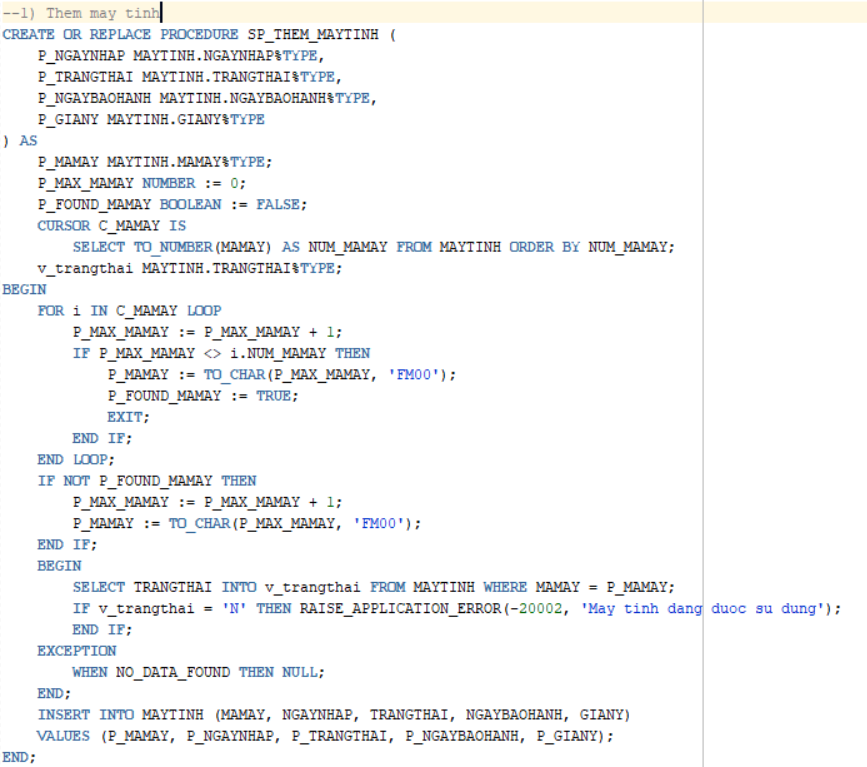 --1) Them may tinh
CREATE OR REPLACE PROCEDURE SP_THEM_MAYTINH (
    P_NGAYNHAP MAYTINH.NGAYNHAP%TYPE,
    P_TRANGTHAI MAYTINH.TRANGTHAI%TYPE,
    P_NGAYBAOHANH MAYTINH.NGAYBAOHANH%TYPE,
    P_GIANY MAYTINH.GIANY%TYPE
) AS
    P_MAMAY MAYTINH.MAMAY%TYPE;
    P_MAX_MAMAY NUMBER := 0;
    P_FOUND_MAMAY BOOLEAN := FALSE;
    CURSOR C_MAMAY IS
        SELECT TO_NUMBER(MAMAY) AS NUM_MAMAY FROM MAYTINH ORDER BY NUM_MAMAY;
    v_trangthai MAYTINH.TRANGTHAI%TYPE;
BEGIN
    FOR i IN C_MAMAY LOOP
        P_MAX_MAMAY := P_MAX_MAMAY + 1;
        IF P_MAX_MAMAY <> i.NUM_MAMAY THEN
            P_MAMAY := TO_CHAR(P_MAX_MAMAY, 'FM00');
            P_FOUND_MAMAY := TRUE;
            EXIT;
        END IF;
    END LOOP;
    IF NOT P_FOUND_MAMAY THEN
        P_MAX_MAMAY := P_MAX_MAMAY + 1;
        P_MAMAY := TO_CHAR(P_MAX_MAMAY, 'FM00');
    END IF;
    BEGIN
        SELECT TRANGTHAI INTO v_trangthai FROM MAYTINH WHERE MAMAY = P_MAMAY;
        IF v_trangthai = 'N' THEN RAISE_APPLICATION_ERROR(-20002, 'May tinh dang duoc su dung');
        END IF;
    EXCEPTION
        WHEN NO_DATA_FOUND THEN NULL;
    END;
    INSERT INTO MAYTINH (MAMAY, NGAYNHAP, TRANGTHAI, NGAYBAOHANH, GIANY)
    VALUES (P_MAMAY, P_NGAYNHAP, P_TRANGTHAI, P_NGAYBAOHANH, P_GIANY);
END;